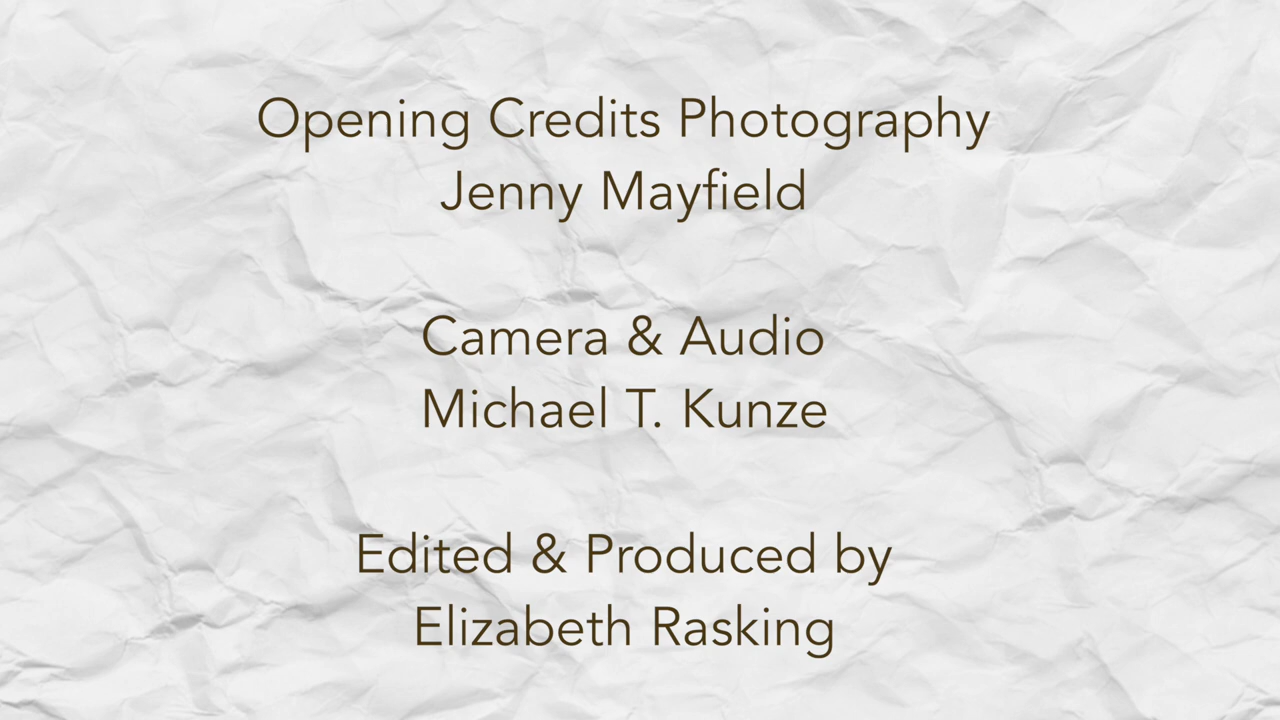 Opening Credits Photography
Jenny Mayfield
Camera & Audio
Michael T. Kunze
Edited & Produced by
Elizabeth Rasking